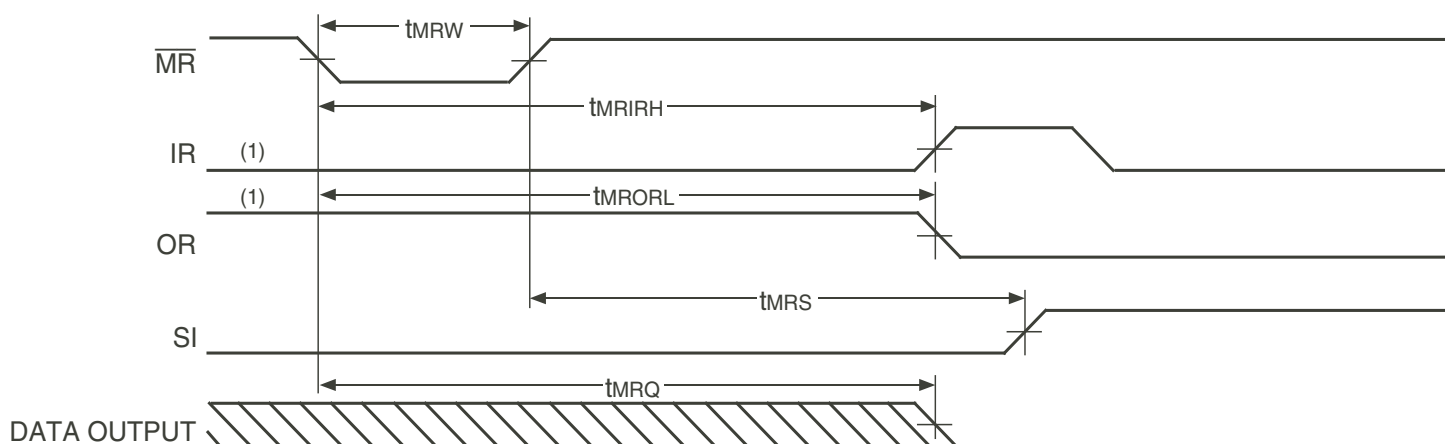 tMRW
MR
tMRIRH
IR (1)
(1) tMRORL
OR
tMRS
SI
tMRQ
DATA OUTPUT